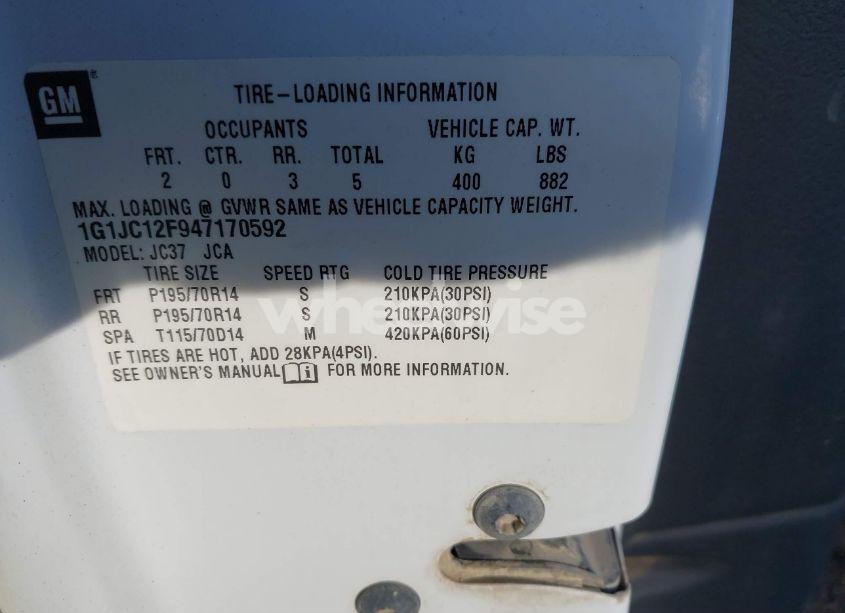 GM ®
TIRE-LOADING INFORMATION
OCCUPANTS VEHICLE CAP. WT.
FRT. CTR. RR. TOTAL KG LBS
2 0 3 5 400 882
MAX. LOADING @ GVWR SAME AS VEHICLE CAPACITY WEIGHT.
1G1JC12F947170592
MODEL: JC37 JCA
TIRE SIZE SPEED RTG COLD TIRE PRESSURE
FRT P195/70R14 S 210KPA(30PSI)
RR P195/70R14 S 210KPA(30PSI)
SPA T115/70D14 M 420KPA(60PSI)
IF TIRES ARE HOT, ADD 28KPA(4PSI).
SEE OWNER'S MANUAL i FOR MORE INFORMATION.
wheelwise